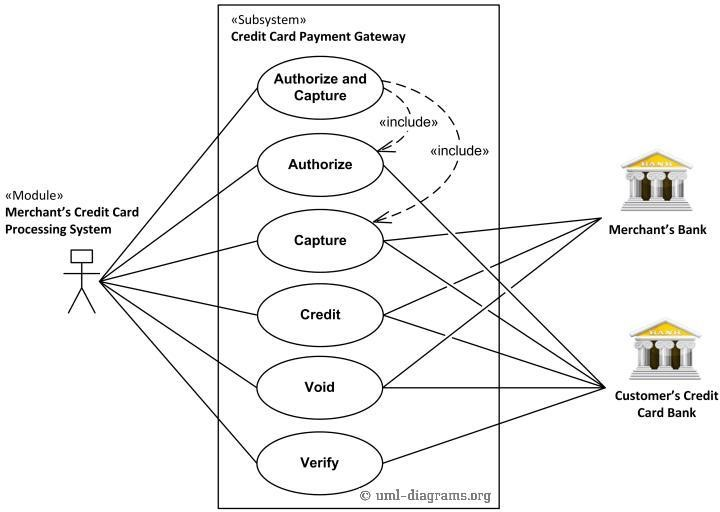 «Subsystem»
Credit Card Payment Gateway
Authorize and
Capture
«include»
«include»
Authorize
«Module»
Merchant's Credit Card
Processing System
Capture
BANK
Merchant's Bank
Credit
BANK
Void
Customer's Credit
Card Bank
Verify
© uml-diagrams.org